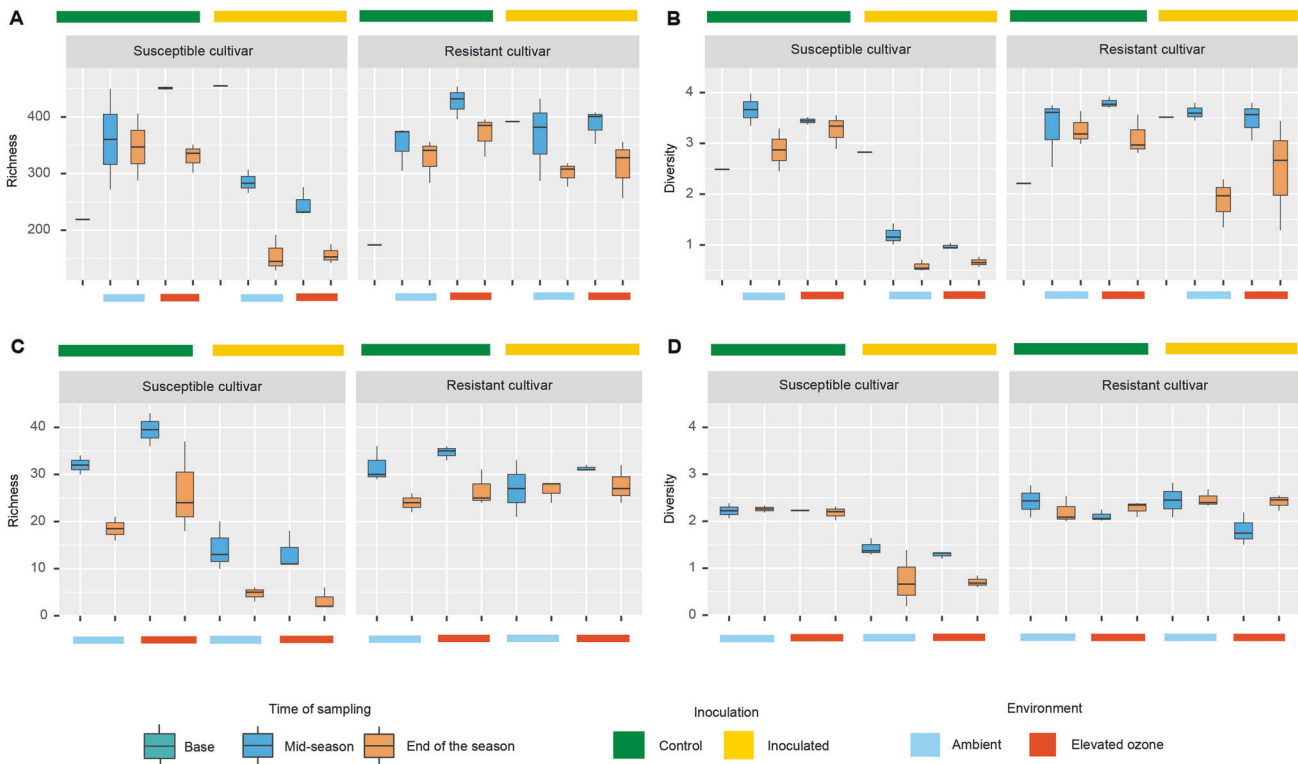 A
Susceptible cultivar
Resistant cultivar
Richness
400
300
200
B
Susceptible cultivar
Resistant cultivar
Diversity
4
3
2
1
C
Susceptible cultivar
Resistant cultivar
Richness
40
30
20
10
0
D
Susceptible cultivar
Resistant cultivar
Diversity
4
3
2
1
0
Time of sampling
Base
Mid-season
End of the season
Inoculation
Control
Inoculated
Environment
Ambient
Elevated ozone